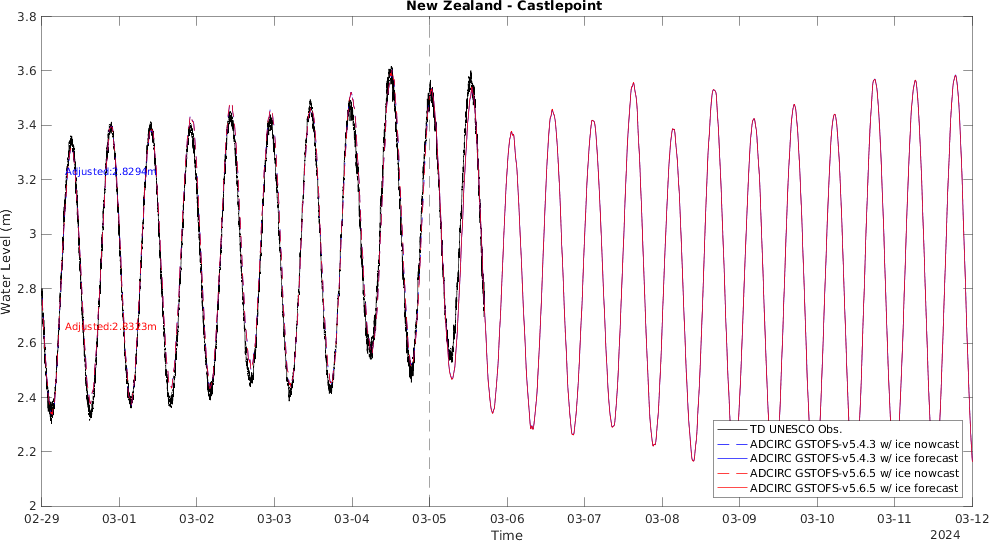 New Zealand - Castlepoint
3.8
3.6
3.4
3.2
3
2.8
2.6
2.4
2.2
2
Water Level (m)
Adjusted:2.8294m
Adjusted:2.8323m
TD UNESCO Obs.
ADCIRC GSTOFS-v5.4.3 w/ ice nowcast
ADCIRC GSTOFS-v5.4.3 w/ ice forecast
ADCIRC GSTOFS-v5.6.5 w/ ice nowcast
ADCIRC GSTOFS-v5.6.5 w/ ice forecast
02-29 03-01 03-02 03-03 03-04 03-05 03-06 03-07 03-08 03-09 03-10 03-11 03-12
Time 2024